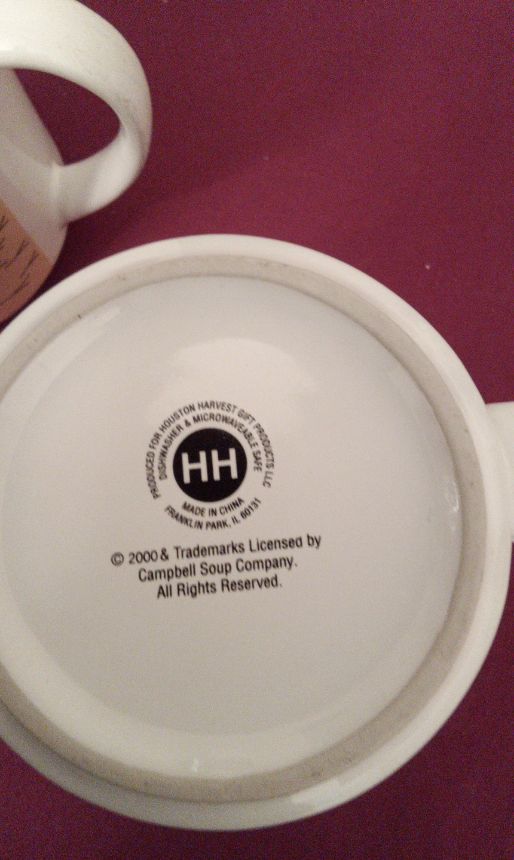 PRODUCED FOR HOUSTON HARVEST GIFT PRODUCTS LLC
DISHWASHER & MICROWAVEABLE SAFE
HH
MADE IN CHINA
FRANKLIN PARK, IL 60131
© 2000 & Trademarks Licensed by
Campbell Soup Company.
All Rights Reserved.